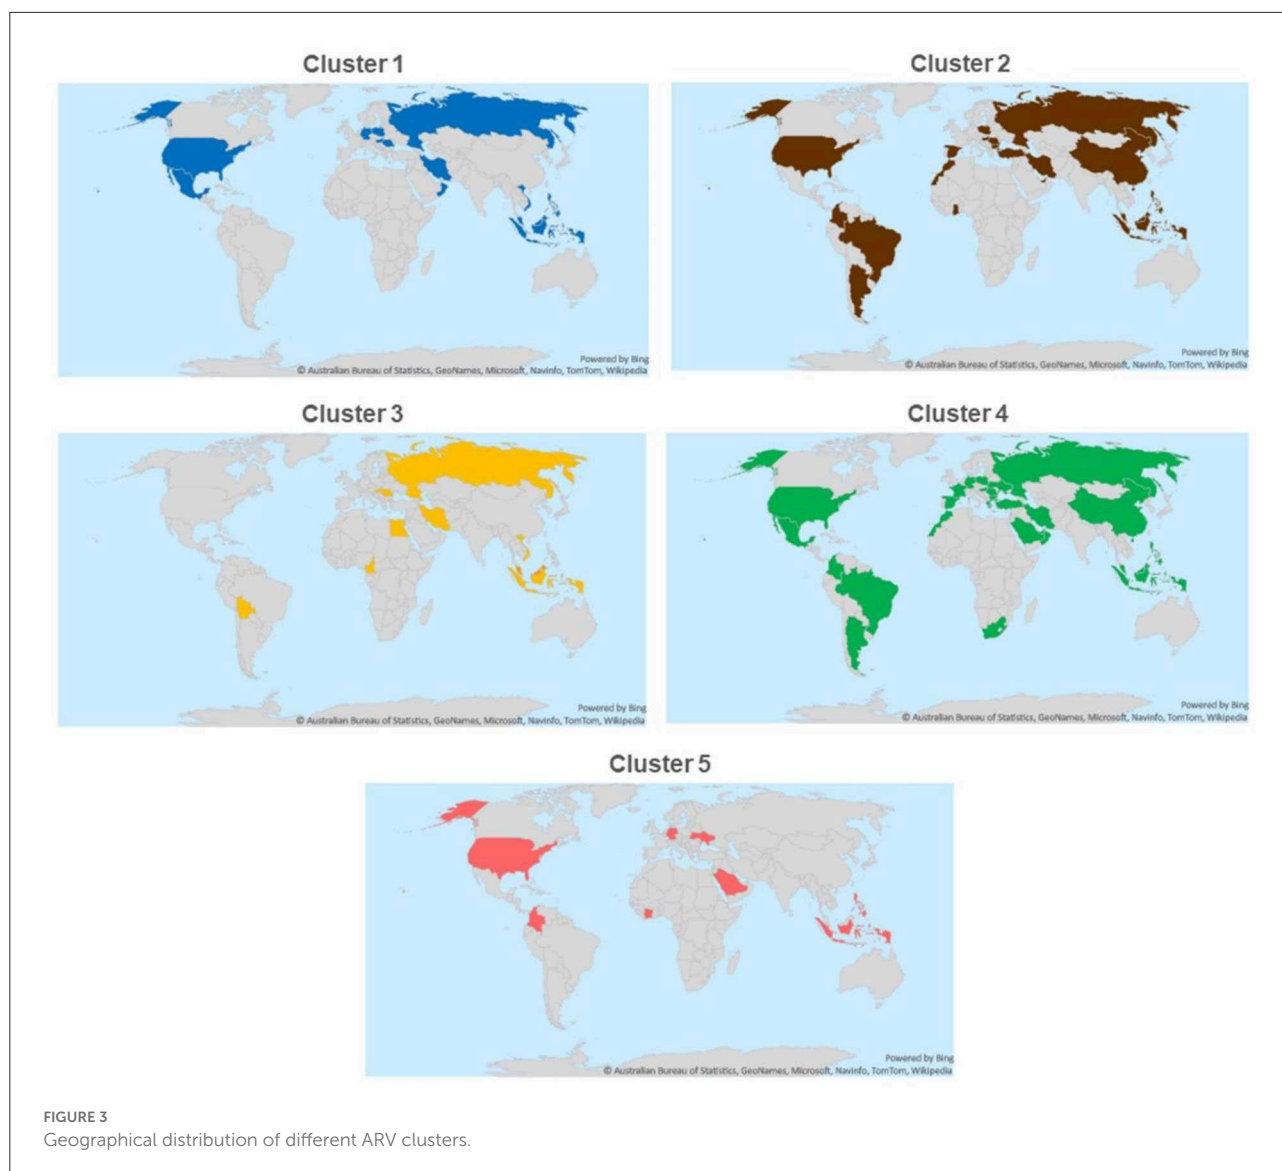 Cluster 1
Cluster 2
Powered by Bing
© Australian Bureau of Statistics, GeoNames, Microsoft, Navinfo, TomTom, Wikipedia
Powered by Bing
© Australian Bureau of Statistics, GeoNames, Microsoft, Navinfo, TomTom, Wikipedia
Cluster 3
Cluster 4
Powered by Bing
© Australian Bureau of Statistics, GeoNames, Microsoft, Navinfo, TomTom, Wikipedia
Powered by Bing
© Australian Bureau of Statistics, GeoNames, Microsoft, Navinfo, TomTom, Wikipedia
Cluster 5
Powered by Bing
© Australian Bureau of Statistics, GeoNames, Microsoft, Navinfo, TomTom, Wikipedia
FIGURE 3
Geographical distribution of different ARV clusters.